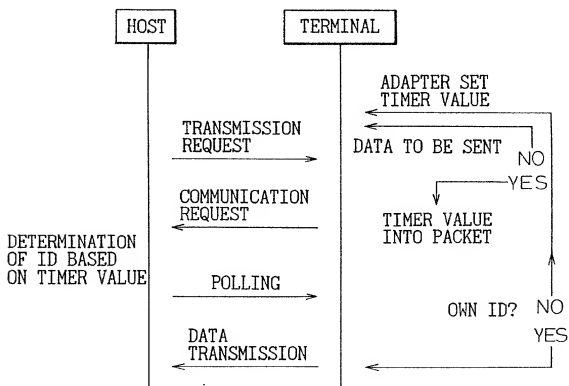 HOST
TERMINAL
ADAPTER SET
TIMER VALUE
TRANSMISSION
REQUEST
DATA TO BE SENT
NO
YES
COMMUNICATION
REQUEST
TIMER VALUE
INTO PACKET
DETERMINATION
OF ID BASED
ON TIMER VALUE
POLLING
OWN ID?
NO
YES
DATA
TRANSMISSION